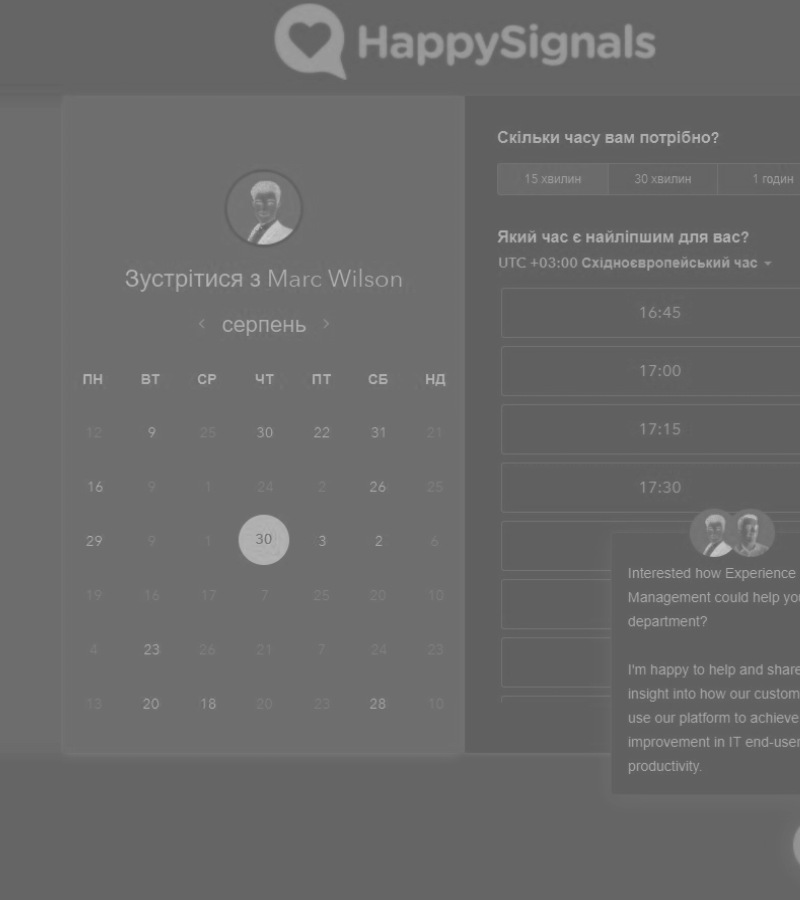 HappySignals
Зустрітися з Marc Wilson
серпень
ПН ВТ СР ЧТ ПТ СБ НД
12 9 25 30 22 31 21
16 9 1 24 2 26 25
29 9 1 30 3 2 6
19 16 17 7 25 20 10
4 23 26 21 7 24 23
13 20 18 20 23 28 10
Скільки часу вам потрібно?
15 хвилин 30 хвилин 1 годин
Який час є найліпшим для вас?
UTC +03:00 Східноєвропейський час
16:45
17:00
17:15
17:30
Interested how Experience
Management could help you
department?
I'm happy to help and share
insight into how our custom
use our platform to achieve
improvement in IT end-user
productivity.